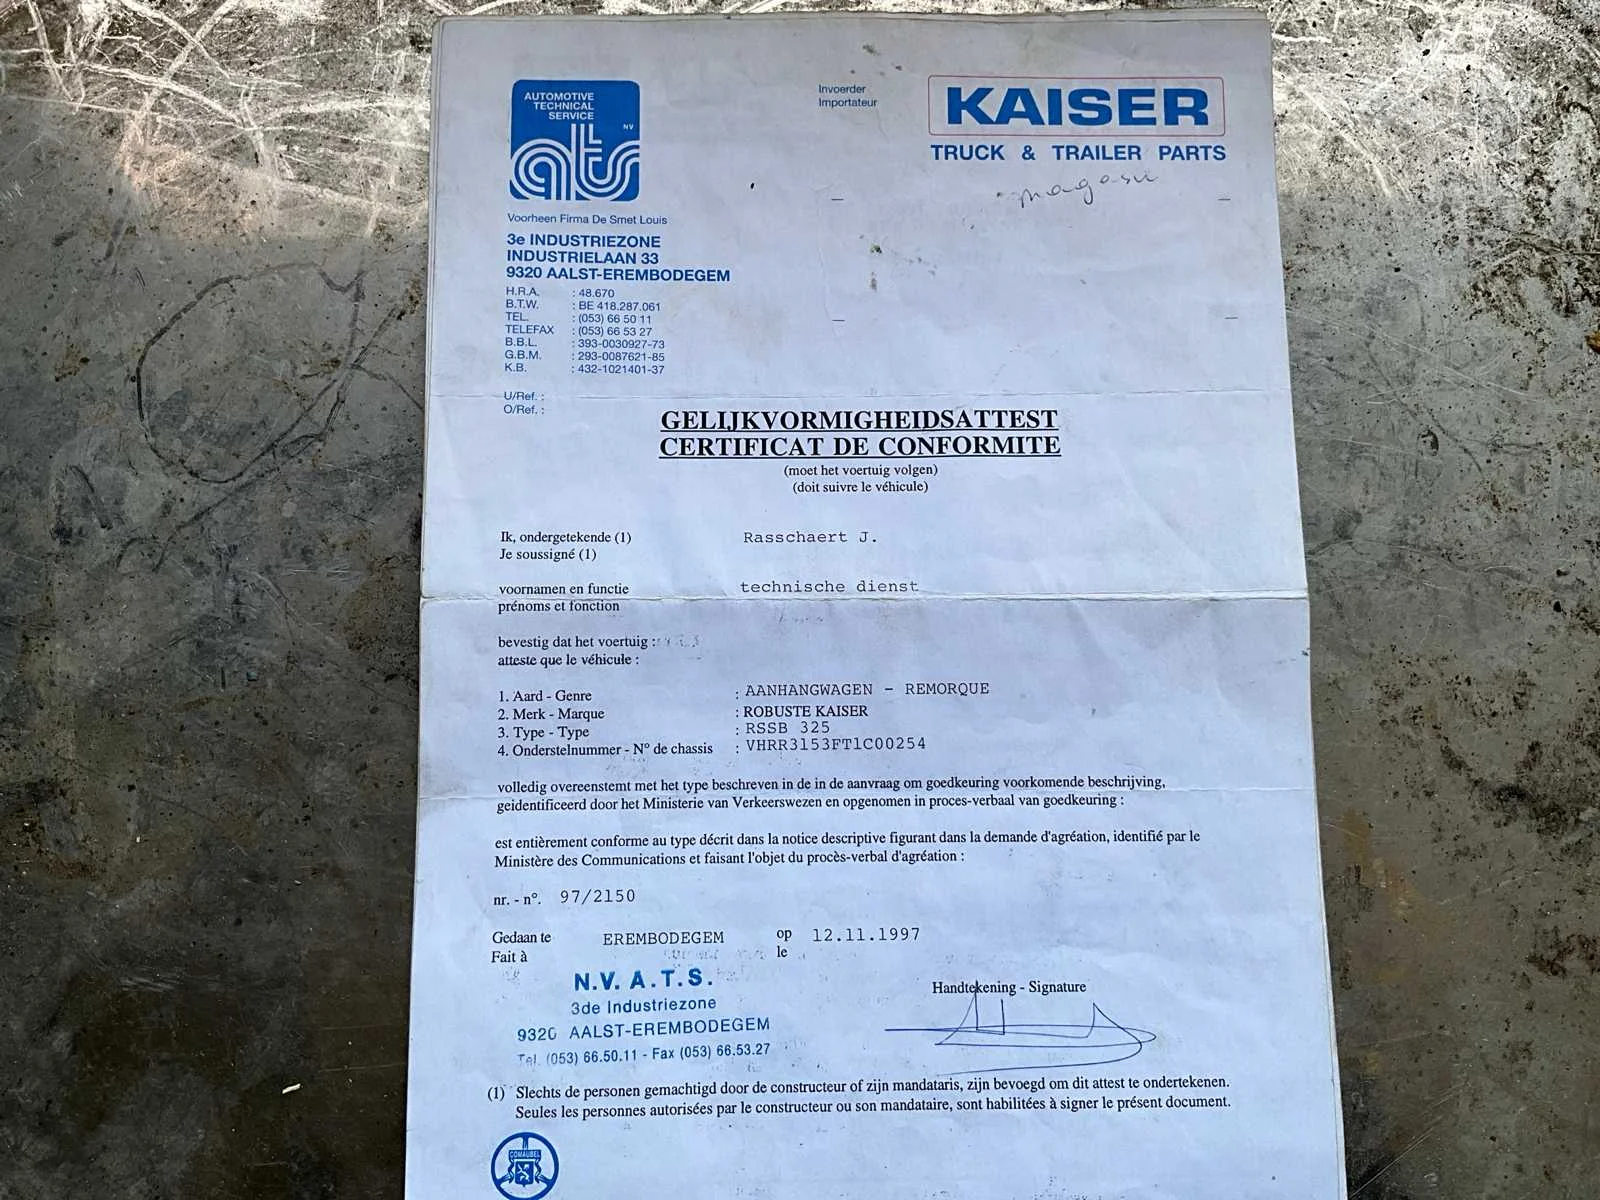 AUTOMOTIVE
TECHNICAL
SERVICE
NV
ats
Voorheen Firma De Smet Louis
3e INDUSTRIEZONE
INDUSTRIELAAN 33
9320 AALST-EREMBODEGEM
H.R.A. : 48.670
B.T.W. : BE 418.287.061
TEL. : (053) 66 50 11
TELEFAX : (053) 66 53 27
B.B.L. : 393-0030927-73
G.B.M. : 293-0087621-85
K.B. : 432-1021401-37
U/Ref. :
O/Ref. :
Invoerder
Importateur
KAISER
TRUCK & TRAILER PARTS
GELIJKVORMIGHEIDSATTEST
CERTIFICAT DE CONFORMITE
(moet het voertuig volgen)
(doit suivre le véhicule)
Ik, ondergetekende (1) Rasschaert J.
Je soussigné (1)
voornamen en functie technische dienst
prénoms et fonction
bevestig dat het voertuig :
atteste que le véhicule :
1. Aard - Genre : AANHANGWAGEN - REMORQUE
2. Merk - Marque : ROBUSTE KAISER
3. Type - Type : RSSB 325
4. Onderstelnummer - N° de chassis : VHRR3153FT1C00254
volledig overeenstemt met het type beschreven in de in de aanvraag om goedkeuring voorkomende beschrijving,
geidentificeerd door het Ministerie van Verkeerswezen en opgenomen in proces-verbaal van goedkeuring :
est entièrement conforme au type décrit dans la notice descriptive figurant dans la demande d'agréation, identifié par le
Ministère des Communications et faisant l'objet du procès-verbal d'agréation :
nr. - n°. 97/2150
Gedaan te EREMBODEGEM op 12.11.1997
Fait à le
N.V. A.T.S.
3de Industriezone
9320 AALST-EREMBODEGEM
Tel. (053) 66.50.11 - Fax (053) 66.53.27
Handtekening - Signature
(1) Slechts de personen gemachtigd door de constructeur of zijn mandataris, zijn bevoegd om dit attest te ondertekenen.
Seules les personnes autorisées par le constructeur ou son mandataire, sont habilitées à signer le présent document.
COMAUBEL